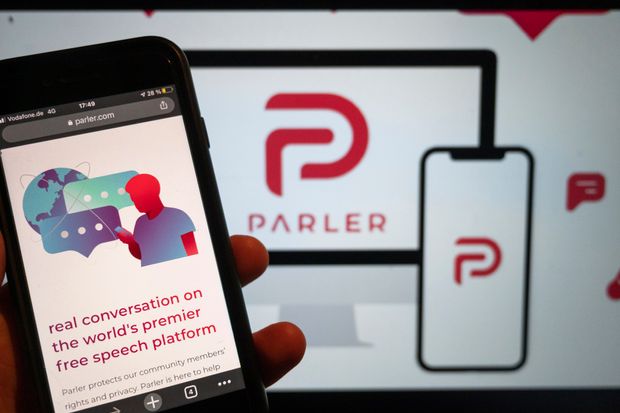 Vodafone.de 4G 17:49 28 %
parler.com
real conversation on
the world's premier
free speech platform
Parler protects our community members'
rights and privacy. Parler is here to help
4
PARLER